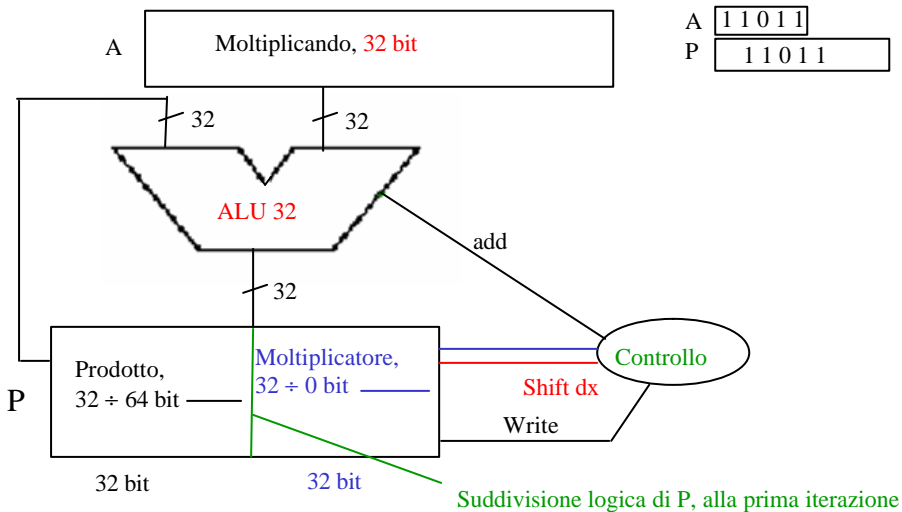 A
Moltiplicando, 32 bit
A
1 1 0 1 1
P
1 1 0 1 1
32
32
ALU 32
add
32
P
Prodotto,
32 ÷ 64 bit
Moltiplicatore,
32 ÷ 0 bit
Controllo
Shift dx
Write
32 bit
32 bit
Suddivisione logica di P, alla prima iterazione